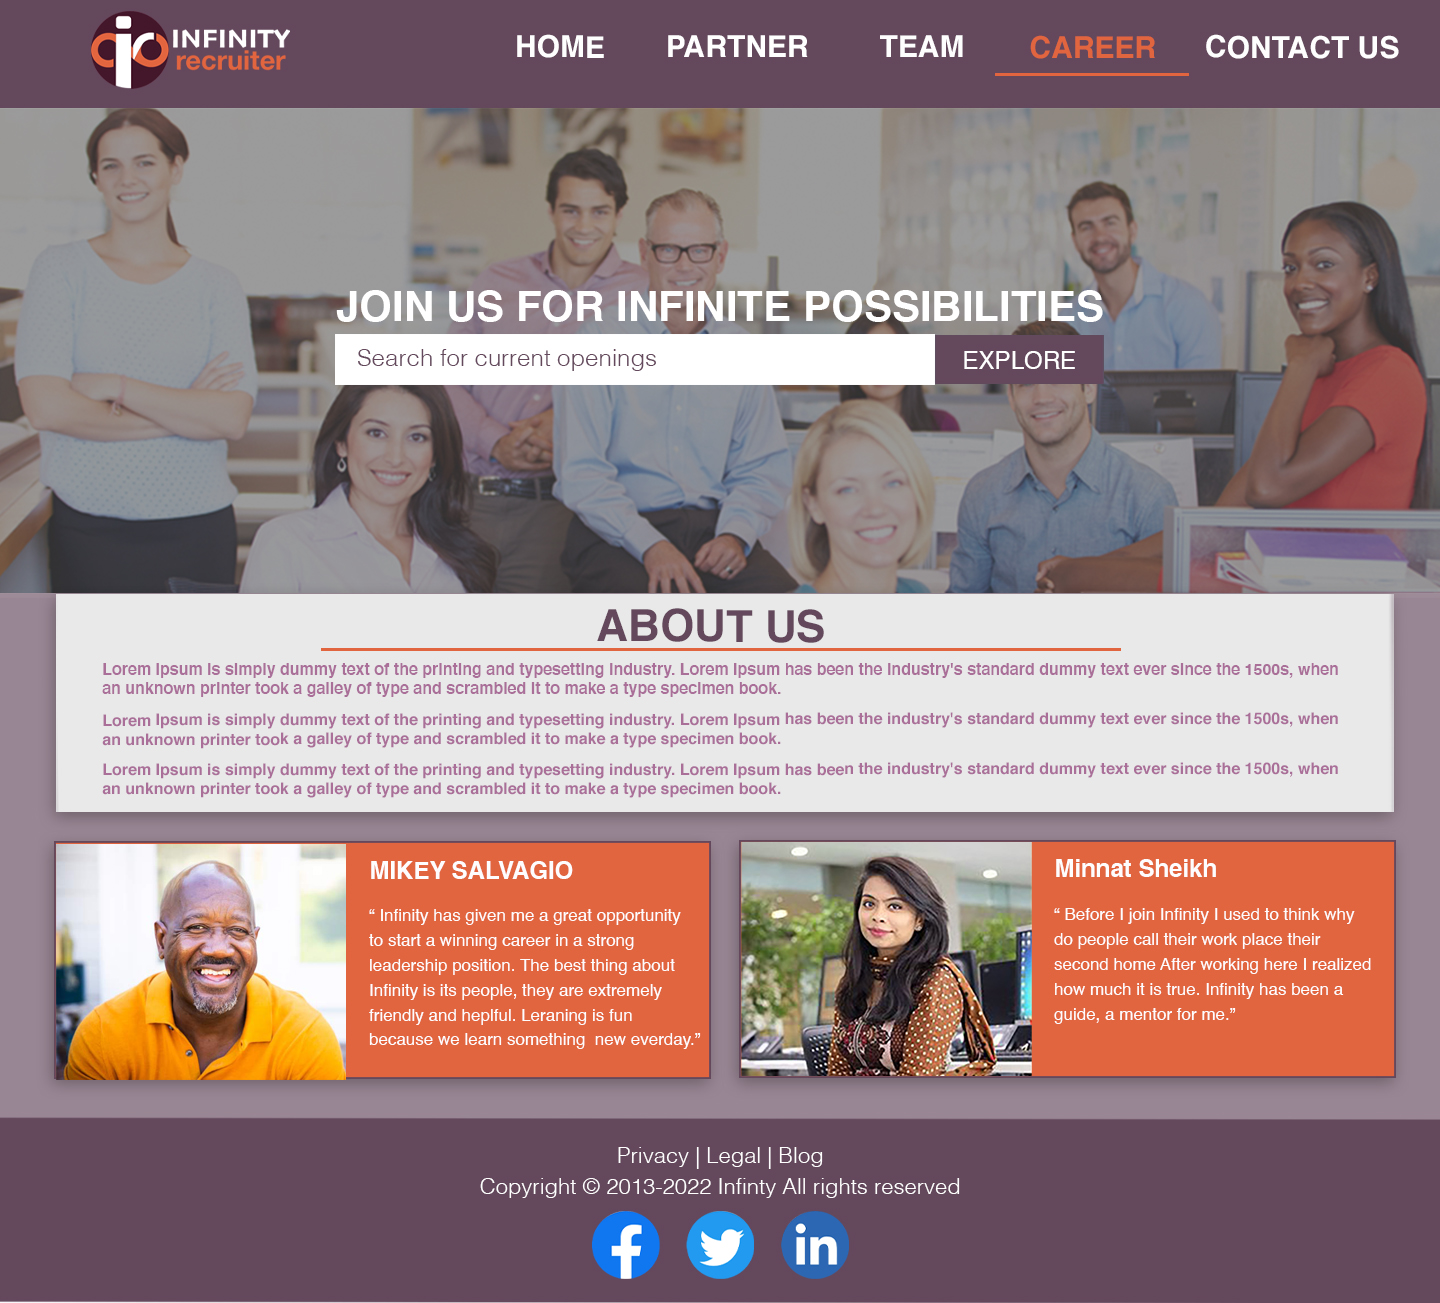 INFINITY
recruiter
HOME PARTNER TEAM CAREER CONTACT US
JOIN US FOR INFINITE POSSIBILITIES
Search for current openings EXPLORE
ABOUT US
Lorem Ipsum is simply dummy text of the printing and typesetting industry. Lorem Ipsum has been the industry's standard dummy text ever since the 1500s, when
an unknown printer took a galley of type and scrambled it to make a type specimen book.
Lorem Ipsum is simply dummy text of the printing and typesetting industry. Lorem Ipsum has been the industry's standard dummy text ever since the 1500s, when
an unknown printer took a galley of type and scrambled it to make a type specimen book.
Lorem Ipsum is simply dummy text of the printing and typesetting industry. Lorem Ipsum has been the industry's standard dummy text ever since the 1500s, when
an unknown printer took a galley of type and scrambled it to make a type specimen book.
MIKEY SALVAGIO
“ Infinity has given me a great opportunity
to start a winning career in a strong
leadership position. The best thing about
Infinity is its people, they are extremely
friendly and heplful. Leraning is fun
because we learn something  new everday.”
Minnat Sheikh
“ Before I join Infinity I used to think why
do people call their work place their
second home After working here I realized
how much it is true. Infinity has been a
guide, a mentor for me.”
Privacy | Legal | Blog
Copyright © 2013-2022 Infinty All rights reserved